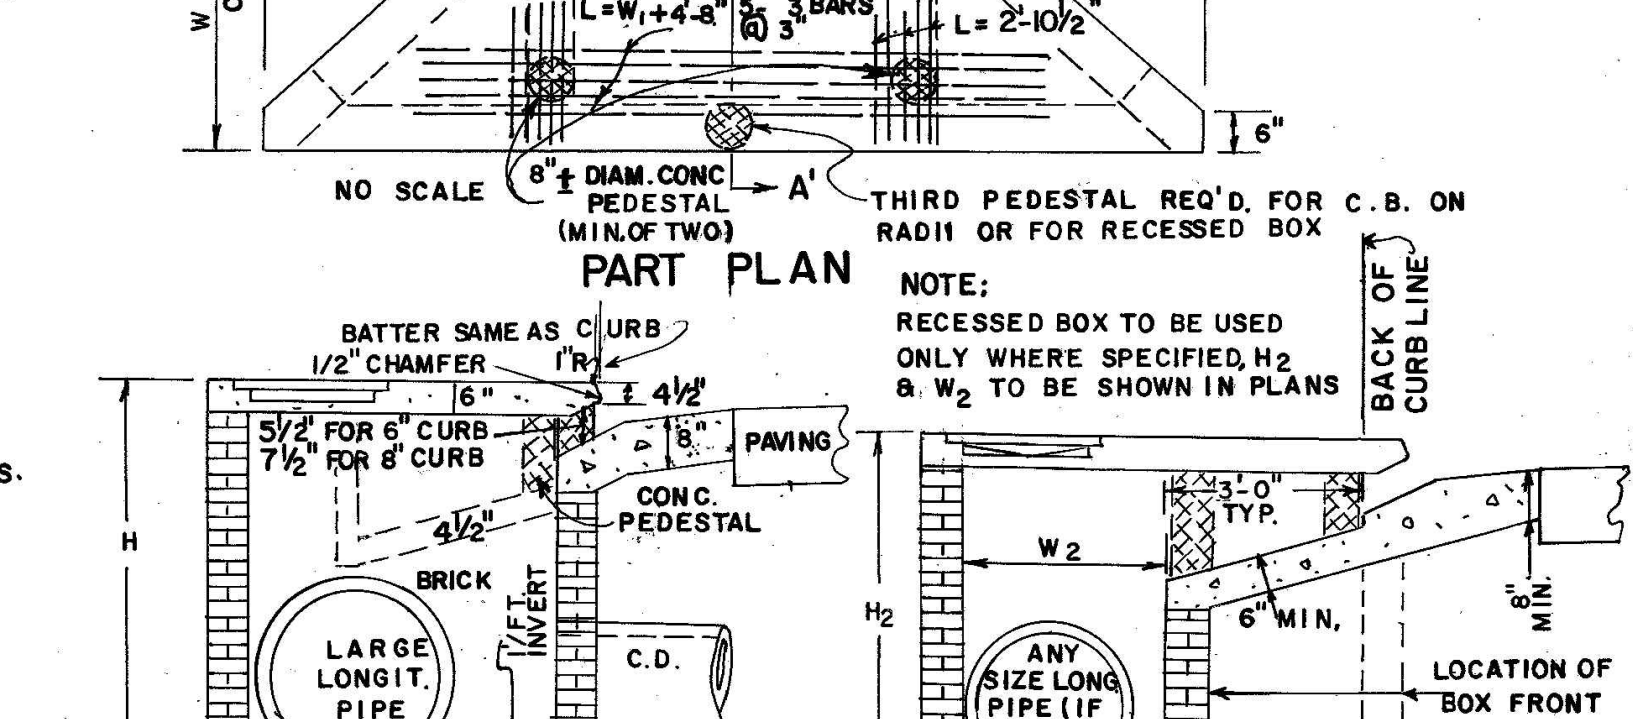 W
L=W₁+4'-8"
3 BARS
@ 3"
L= 2'-10½"
6"
NO SCALE
8"± DIAM. CONC
PEDESTAL
(MIN. OF TWO)
A'
THIRD PEDESTAL REQ'D. FOR C.B. ON
RADII OR FOR RECESSED BOX
PART PLAN
NOTE:
RECESSED BOX TO BE USED
ONLY WHERE SPECIFIED, H2
& W2 TO BE SHOWN IN PLANS
BACK OF
CURB LINE
BATTER SAME AS CURB
1/2" CHAMFER
1"R
6"
4½"
5½" FOR 6" CURB
7½" FOR 8" CURB
8"
PAVING
CONC.
PEDESTAL
4½"
S.
H
BRICK
1"/FT.
INVERT
LARGE
LONGIT.
PIPE
C.D.
3'-0"
TYP.
W2
H2
6" MIN.
8"
MIN.
ANY
SIZE LONG
PIPE (IF
LOCATION OF
BOX FRONT